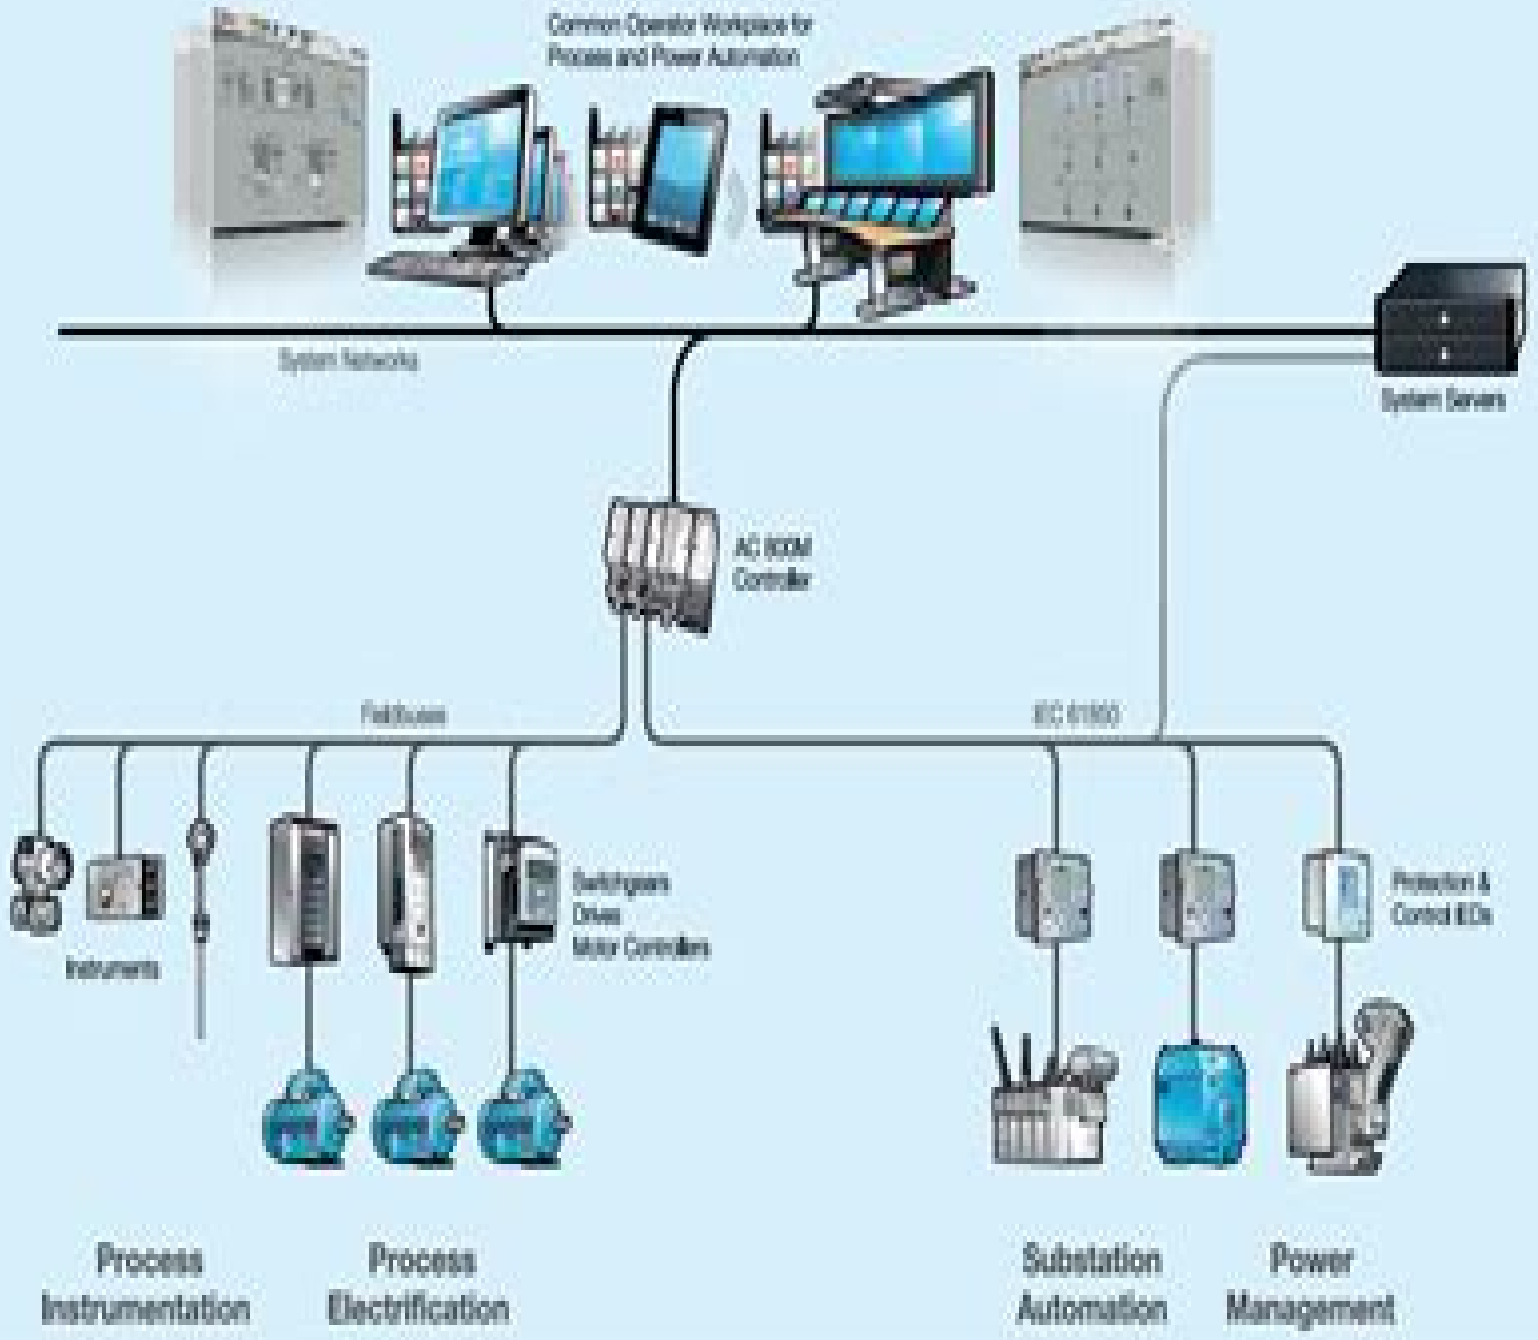 Common Operator Workplace for
Process and Power Automation
System Networks
System Servers
AC 800M
Controller
Fieldbuses
IEC 61850
Instruments
Switchgears
Drives
Motor Controllers
Protection &
Control IEDs
Process
Instrumentation
Process
Electrification
Substation
Automation
Power
Management